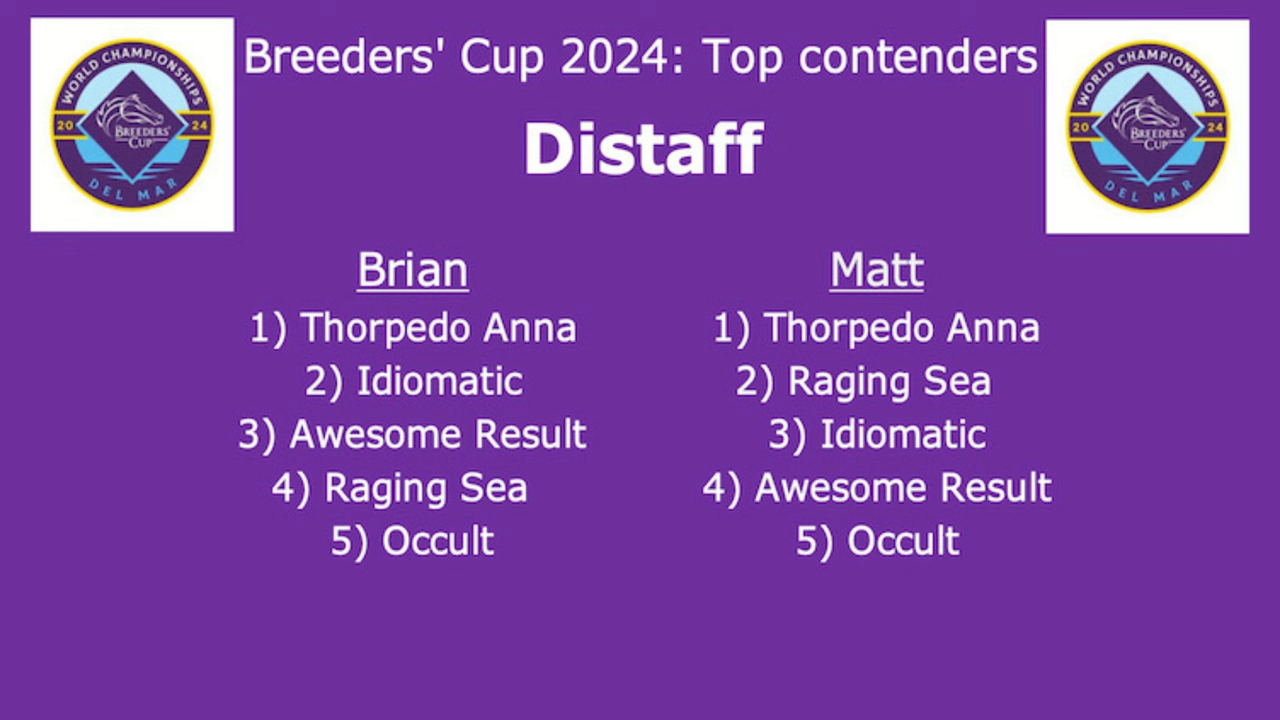 Breeders' Cup 2024: Top contenders
Distaff
WORLD CHAMPIONSHIPS
20 24
BREEDERS'
CUP
DEL MAR
WORLD CHAMPIONSHIPS
20 24
BREEDERS'
CUP
DEL MAR
Brian
1) Thorpedo Anna
2) Idiomatic
3) Awesome Result
4) Raging Sea
5) Occult
Matt
1) Thorpedo Anna
2) Raging Sea
3) Idiomatic
4) Awesome Result
5) Occult